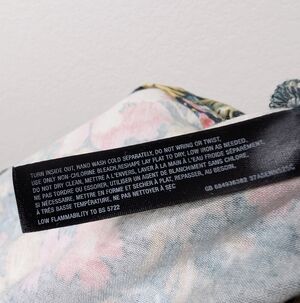 TURN INSIDE OUT, HAND WASH COLD SEPARATELY, DO NOT WRING OR TWIST,
USE ONLY NON-CHLORINE BLEACH, RESHAPE LAY FLAT TO DRY, LOW IRON AS NEEDED.
DO NOT DRY CLEAN. METTRE A L'ENVERS, LAVER À LA MAIN À L'EAU FROIDE SÉPARÉMENT.
NE PAS TORDRE OU ESSORER, UTILISER UN AGENT DE BLANCHIMENT SANS CHLORE.
SI NÉCESSAIRE, METTRE EN FORME ET SÉCHER À PLAT, REPASSER, AU BESOIN,
À TRÈS BASSE TEMPÉRATURE. NE PAS NETTOYER À SEC
LOW FLAMMABILITY TO BS 5722
GB